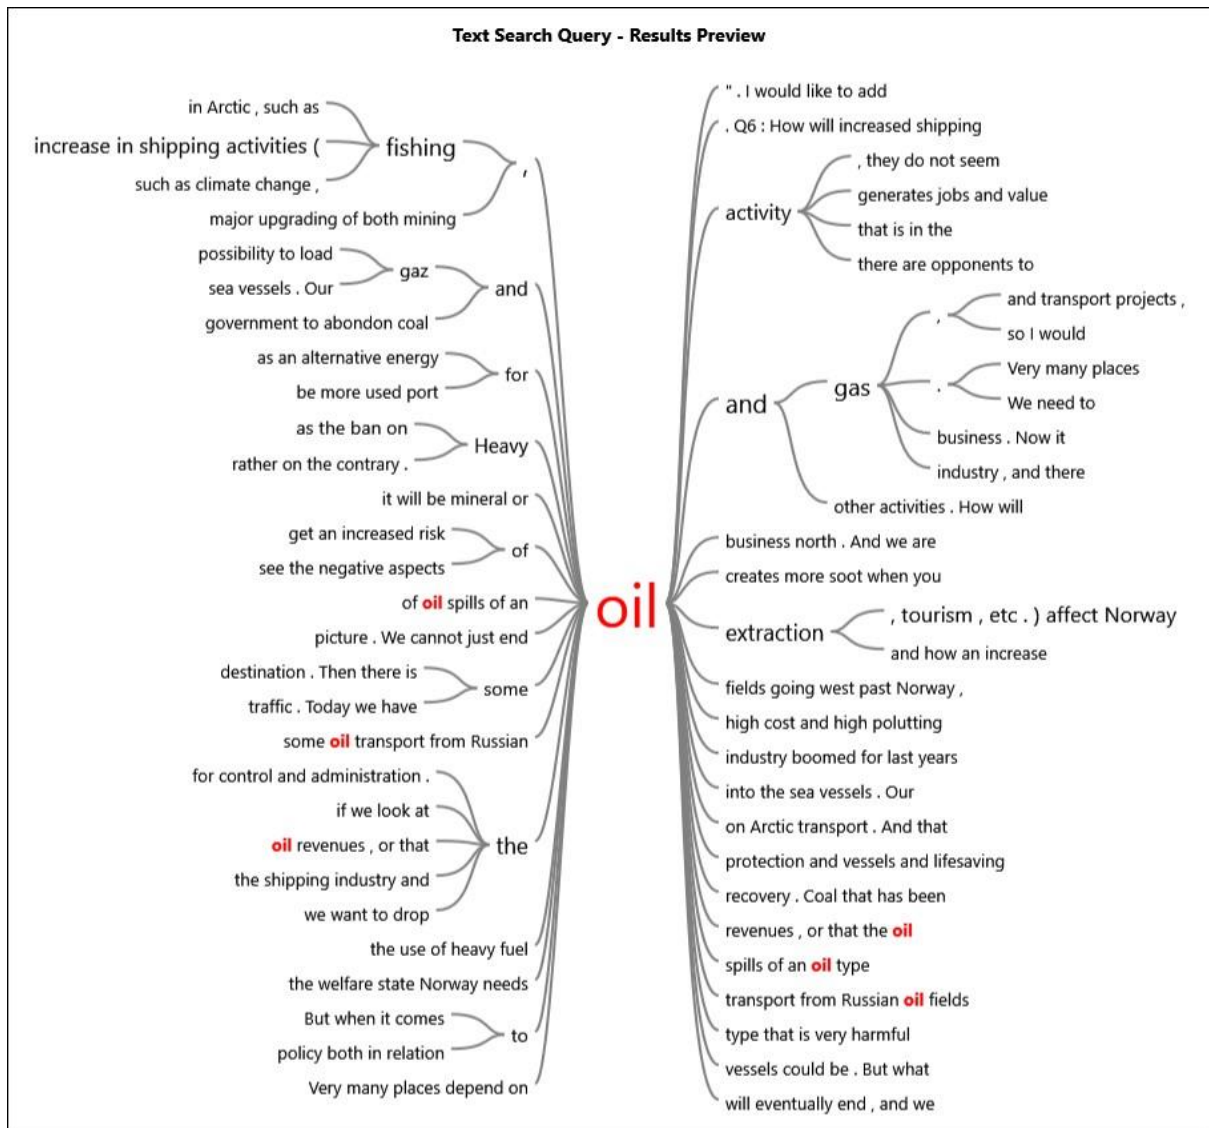 Text Search Query - Results Preview
in Arctic , such as
increase in shipping activities (
such as climate change ,
fishing
major upgrading of both mining
,
possibility to load
sea vessels . Our
gaz
government to abondon coal
and
as an alternative energy
be more used port
for
as the ban on
rather on the contrary .
Heavy
it will be mineral or
get an increased risk
see the negative aspects
of
of oil spills of an
picture . We cannot just end
destination . Then there is
traffic . Today we have
some
some oil transport from Russian
for control and administration .
if we look at
oil revenues , or that
the shipping industry and
we want to drop
the
the use of heavy fuel
the welfare state Norway needs
But when it comes
policy both in relation
to
Very many places depend on
oil
" . I would like to add
. Q6 : How will increased shipping
activity
, they do not seem
generates jobs and value
that is in the
there are opponents to
and
gas
,
and transport projects ,
so I would
.
Very many places
We need to
business . Now it
industry , and there
other activities . How will
business north . And we are
creates more soot when you
extraction
, tourism , etc . ) affect Norway
and how an increase
fields going west past Norway ,
high cost and high polutting
industry boomed for last years
into the sea vessels . Our
on Arctic transport . And that
protection and vessels and lifesaving
recovery . Coal that has been
revenues , or that the oil
spills of an oil type
transport from Russian oil fields
type that is very harmful
vessels could be . But what
will eventually end , and we